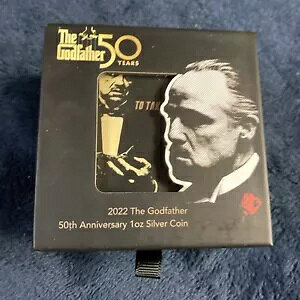 The
Godfather
50
YEARS
TO TA
2022 The Godfather
50th Anniversary 1oz Silver Coin